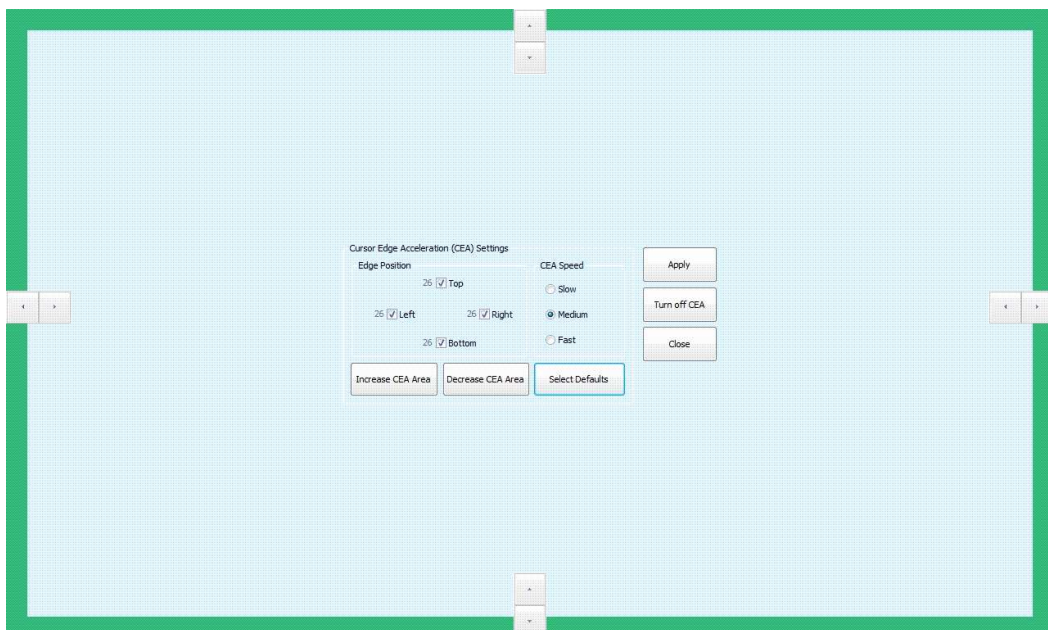 Cursor Edge Acceleration (CEA) Settings
Edge Position
CEA Speed
Apply
26 Top
Slow
Turn off CEA
26 Left
26 Right
Medium
26 Bottom
Fast
Close
Increase CEA Area
Decrease CEA Area
Select Defaults